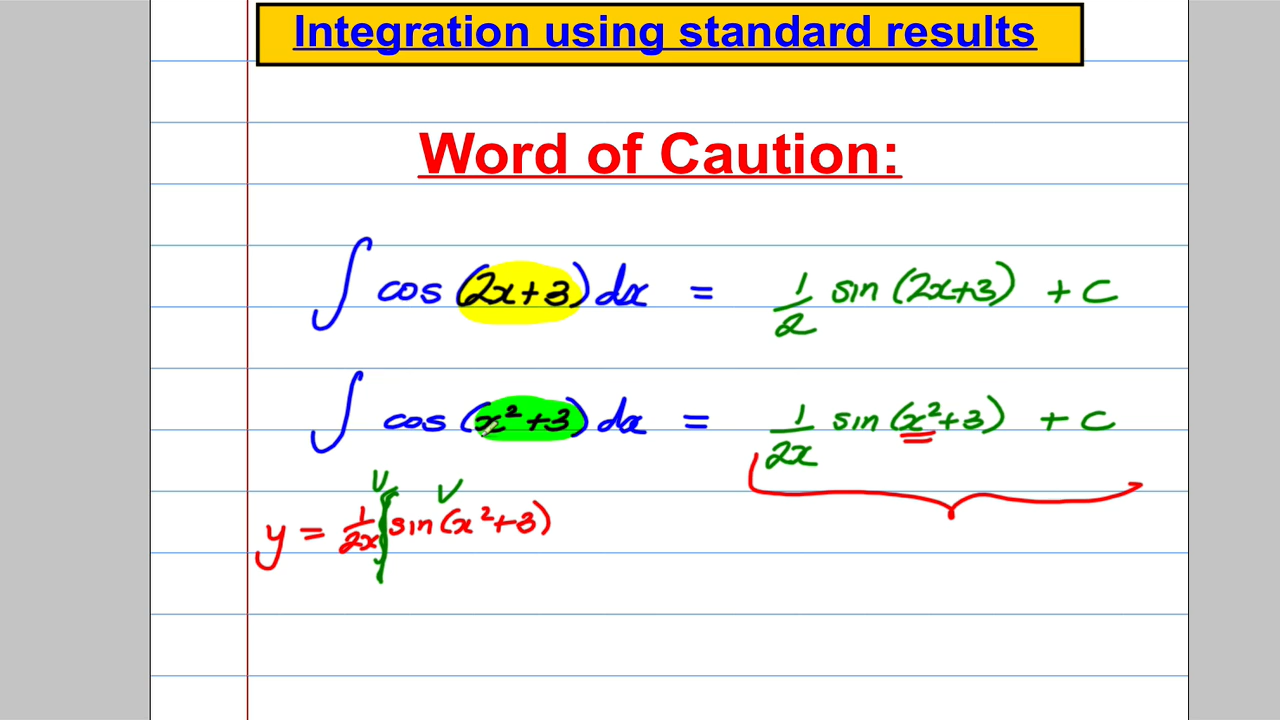 Integration using standard results
Word of Caution:
∫ cos (2x+3) dx = 1/2 sin (2x+3) + C
∫ cos (x²+3) dx = 1/2x sin (x²+3) + C
U V
y = 1/2x sin (x²+3)